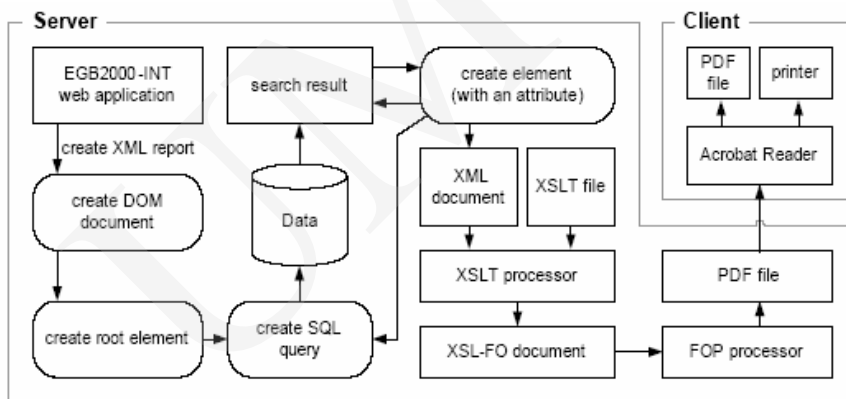 Server
Client
EGB2000-INT
web application
search result
create element
(with an attribute)
PDF
file
printer
create XML report
Acrobat Reader
create DOM
document
XML
document
XSLT file
Data
XSLT processor
PDF file
create root element
create SQL
query
XSL-FO document
FOP processor
UM